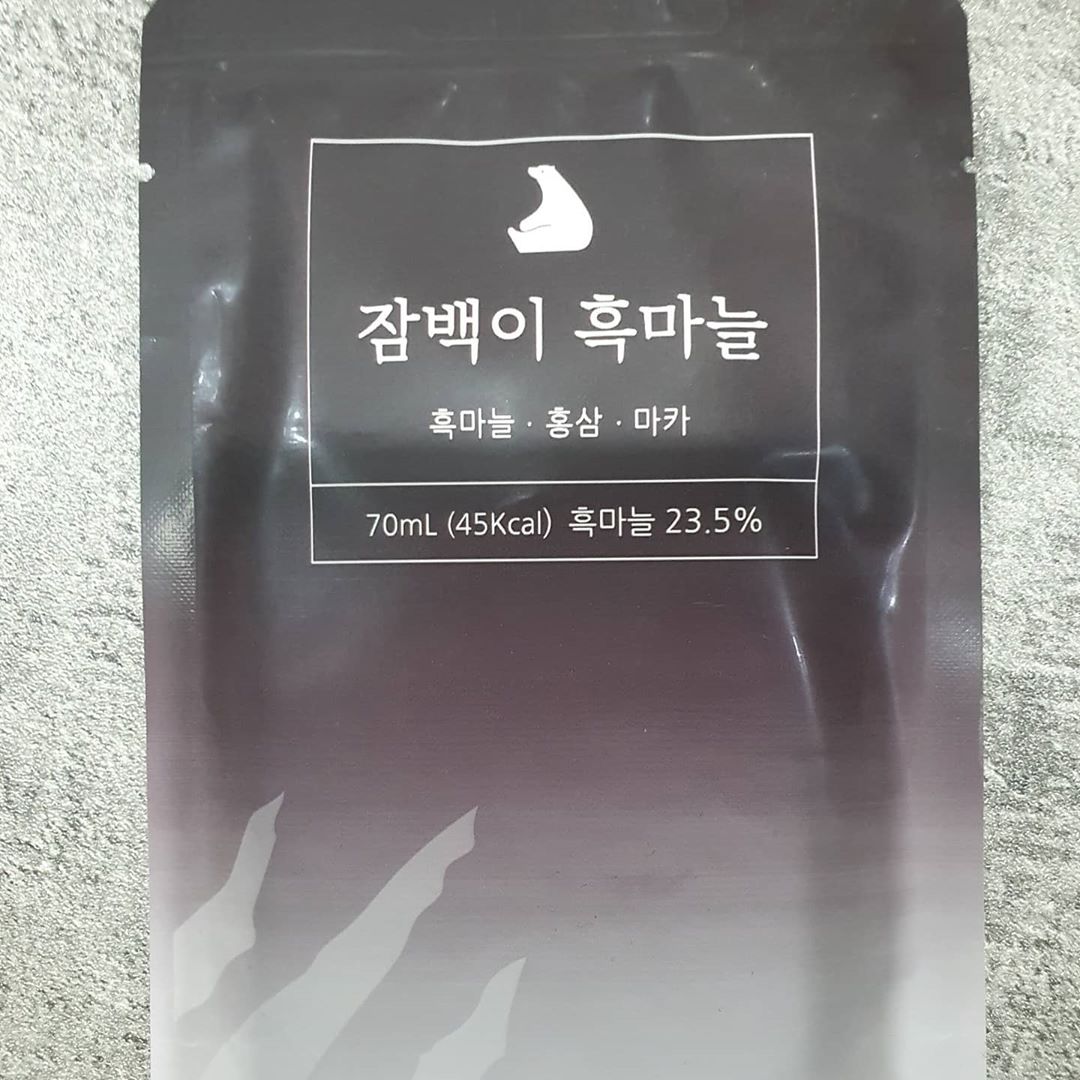 잠백이 흑마늘
흑마늘 · 홍삼 · 마카
70mL (45Kcal) 흑마늘 23.5%